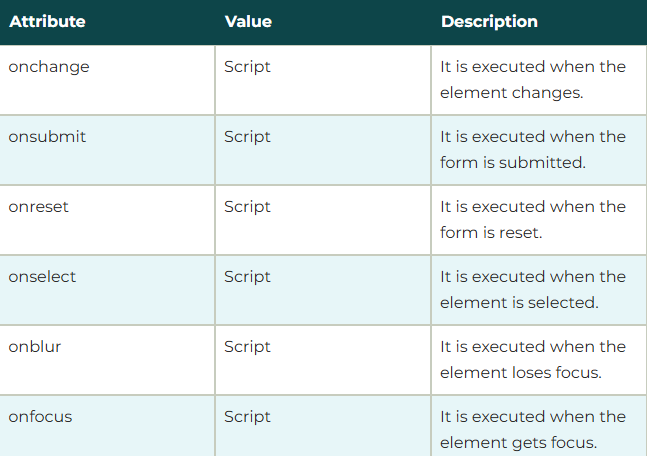 Attribute Value Description
onchange Script It is executed when the
element changes.
onsubmit Script It is executed when the
form is submitted.
onreset Script It is executed when the
form is reset.
onselect Script It is executed when the
element is selected.
onblur Script It is executed when the
element loses focus.
onfocus Script It is executed when the
element gets focus.